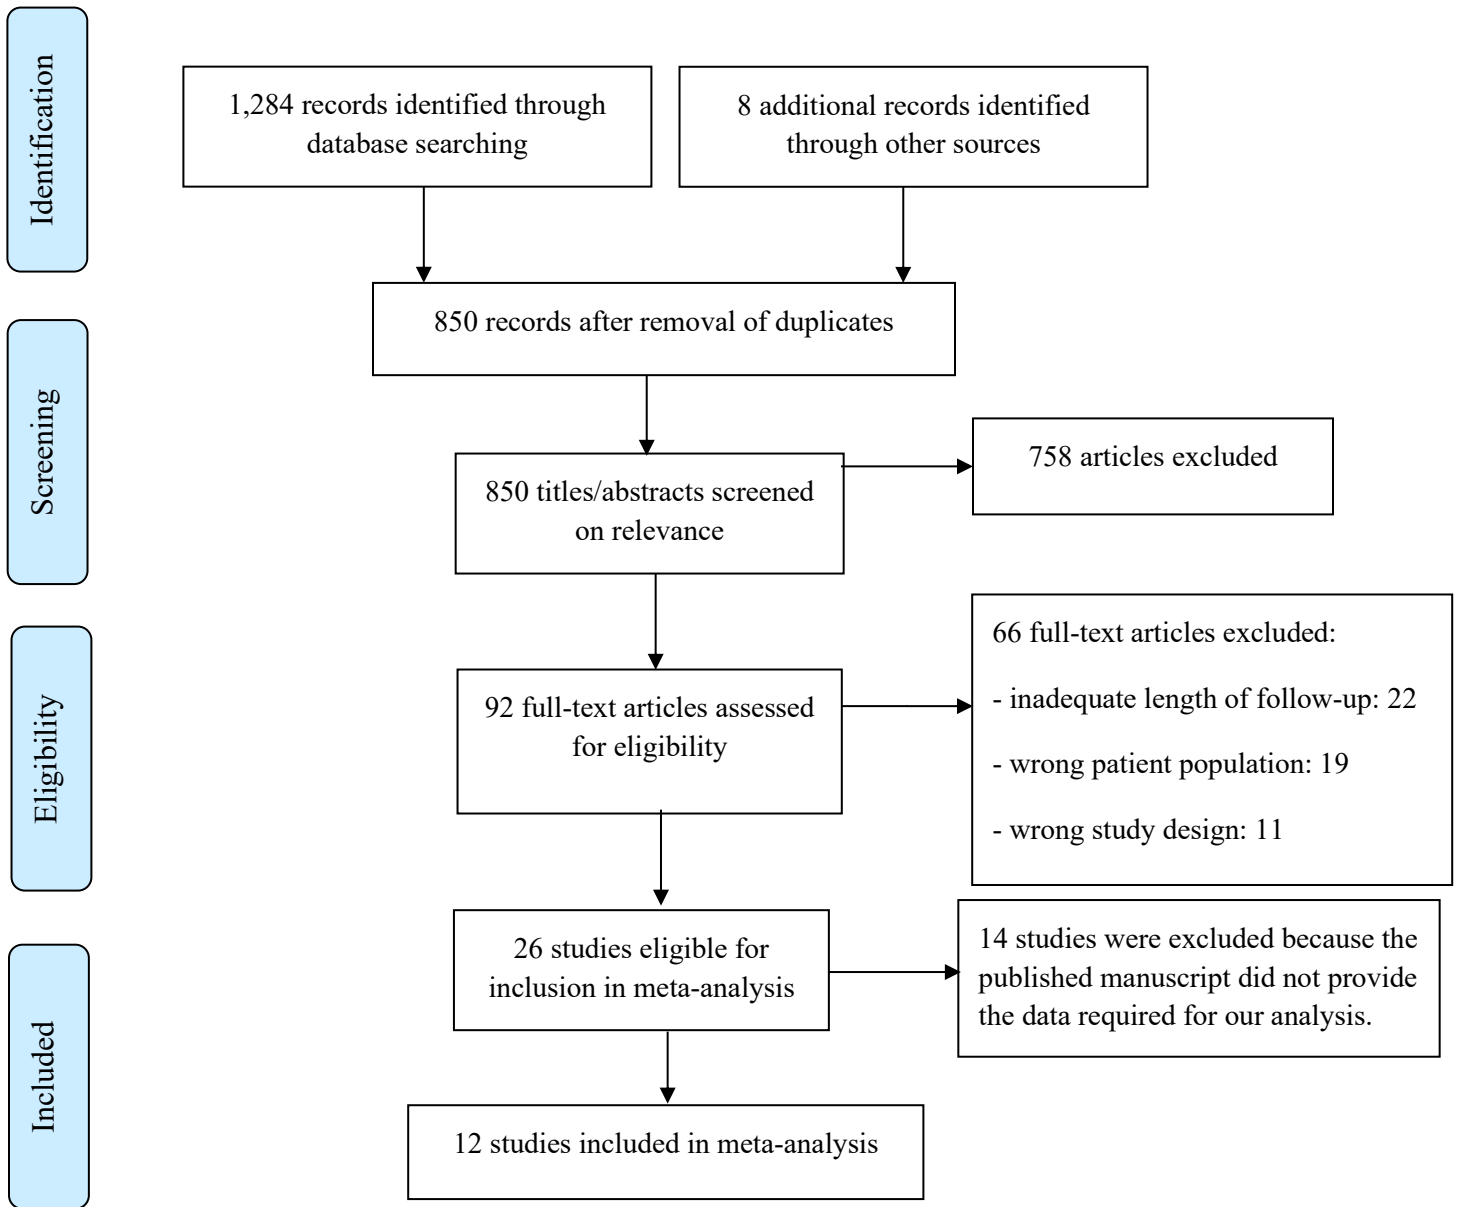 Identification
1,284 records identified through
database searching
8 additional records identified
through other sources
850 records after removal of duplicates
Screening
850 titles/abstracts screened
on relevance
758 articles excluded
Eligibility
92 full-text articles assessed
for eligibility
66 full-text articles excluded:
- inadequate length of follow-up: 22
- wrong patient population: 19
- wrong study design: 11
Included
26 studies eligible for
inclusion in meta-analysis
14 studies were excluded because the
published manuscript did not provide
the data required for our analysis.
12 studies included in meta-analysis